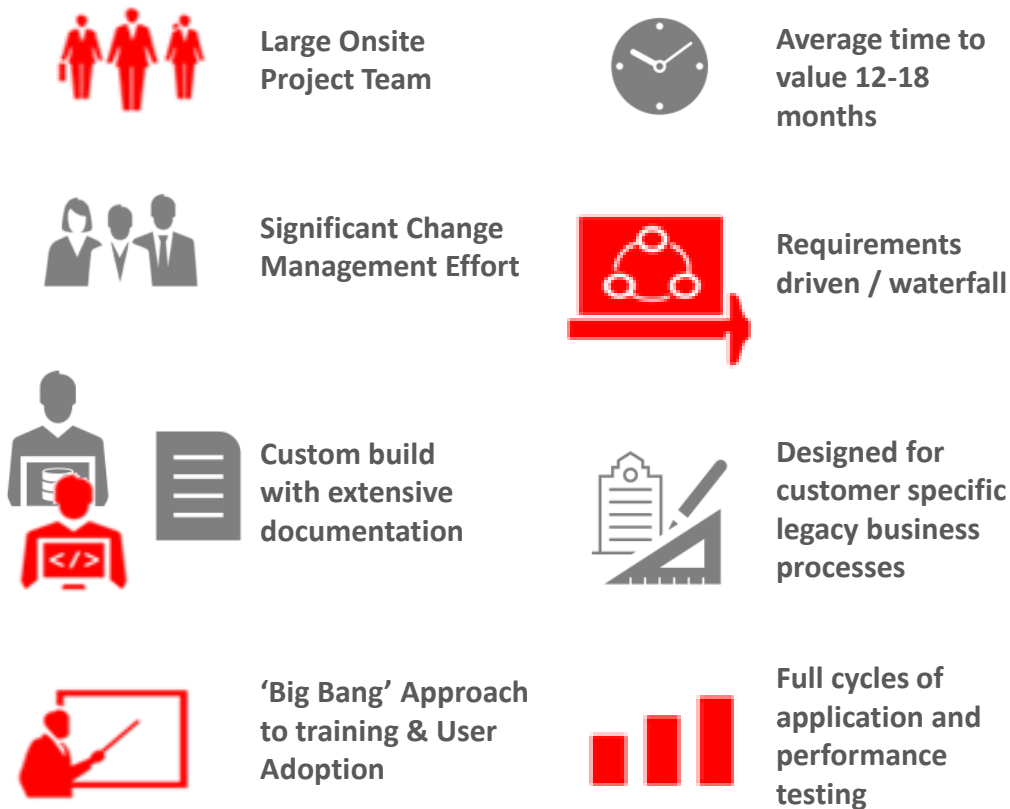 Large Onsite
Project Team
Average time to
value 12-18
months
Significant Change
Management Effort
Requirements
driven / waterfall
Custom build
with extensive
documentation
</>
Designed for
customer specific
legacy business
processes
‘Big Bang’ Approach
to training & User
Adoption
Full cycles of
application and
performance
testing